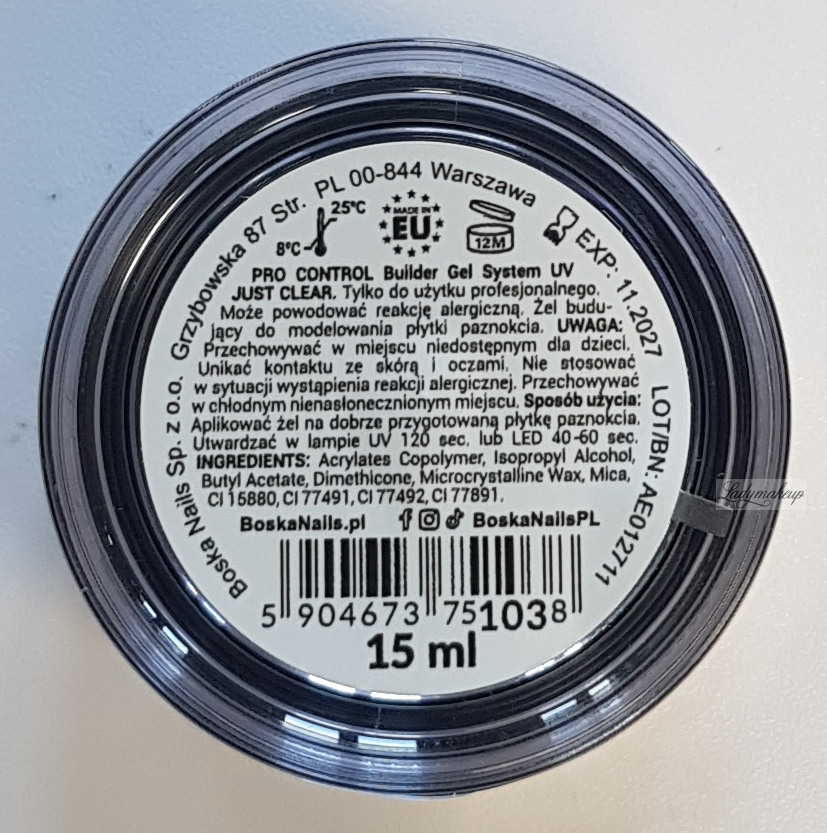 Boska Nails Sp. z o.o. Grzybowska 87 Str. PL 00-844 Warszawa
8°C 25°C
MADE IN
EU
12M
EXP: 11.2027
LOT/BN: AE012711
PRO CONTROL Builder Gel System UV
JUST CLEAR. Tylko do użytku profesjonalnego.
Może powodować reakcję alergiczną. Żel budu-
jący do modelowania płytki paznokcia. UWAGA:
Przechowywać w miejscu niedostępnym dla dzieci.
Unikać kontaktu ze skórą i oczami. Nie stosować
w sytuacji wystąpienia reakcji alergicznej. Przechowywać
w chłodnym nienasłonecznionym miejscu. Sposób użycia:
Aplikować żel na dobrze przygotowaną płytkę paznokcia.
Utwardzać w lampie UV 120 sec. lub LED 40-60 sec.
INGREDIENTS: Acrylates Copolymer, Isopropyl Alcohol,
Butyl Acetate, Dimethicone, Microcrystalline Wax, Mica,
CI 15880, CI 77491, CI 77492, CI 77891.
BoskaNails.pl BoskaNailsPL
5 904673 751038
15 ml
Ladymakeup